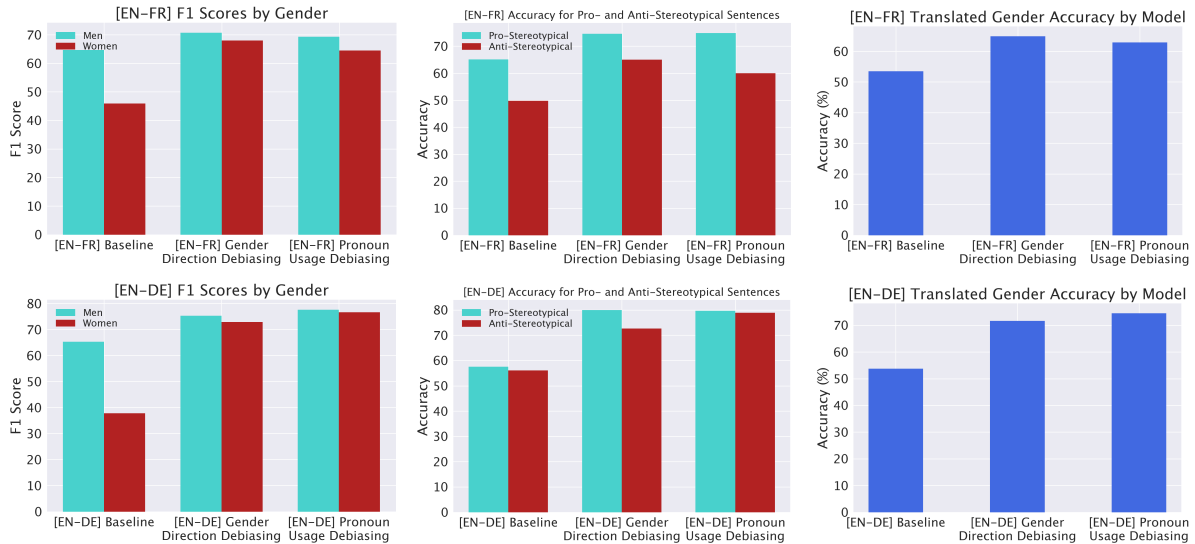 [EN-FR] F1 Scores by Gender
F1 Score
70
60
50
40
30
20
10
0
Men
Women
[EN-FR] Baseline
[EN-FR] Gender
Direction Debiasing
[EN-FR] Pronoun
Usage Debiasing
[EN-FR] Accuracy for Pro- and Anti-Stereotypical Sentences
Accuracy
70
60
50
40
30
20
10
0
Pro-Stereotypical
Anti-Stereotypical
[EN-FR] Baseline
[EN-FR] Gender
Direction Debiasing
[EN-FR] Pronoun
Usage Debiasing
[EN-FR] Translated Gender Accuracy by Model
Accuracy (%)
60
50
40
30
20
10
0
[EN-FR] Baseline
[EN-FR] Gender
Direction Debiasing
[EN-FR] Pronoun
Usage Debiasing
[EN-DE] F1 Scores by Gender
F1 Score
80
70
60
50
40
30
20
10
0
Men
Women
[EN-DE] Baseline
[EN-DE] Gender
Direction Debiasing
[EN-DE] Pronoun
Usage Debiasing
[EN-DE] Accuracy for Pro- and Anti-Stereotypical Sentences
Accuracy
80
70
60
50
40
30
20
10
0
Pro-Stereotypical
Anti-Stereotypical
[EN-DE] Baseline
[EN-DE] Gender
Direction Debiasing
[EN-DE] Pronoun
Usage Debiasing
[EN-DE] Translated Gender Accuracy by Model
Accuracy (%)
70
60
50
40
30
20
10
0
[EN-DE] Baseline
[EN-DE] Gender
Direction Debiasing
[EN-DE] Pronoun
Usage Debiasing